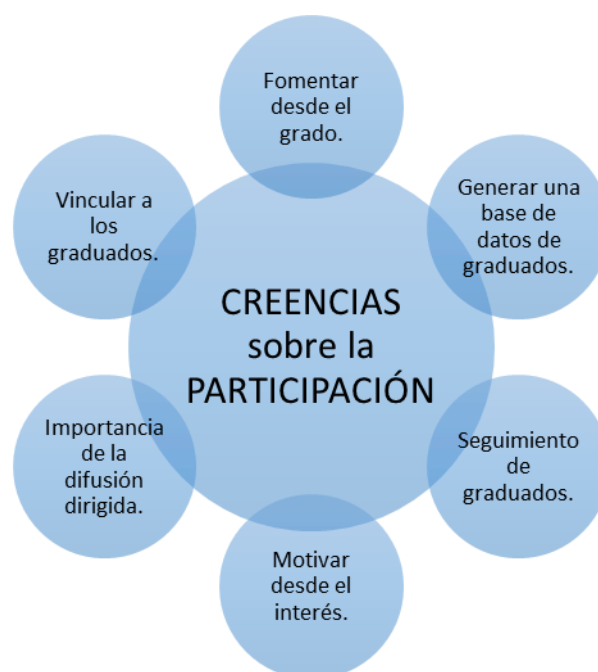 Fomentar
desde el
grado.
Generar una
base de
datos de
graduados.
Seguimiento
de
graduados.
Motivar
desde el
interés.
Importancia
de la
difusión
dirigida.
Vincular a
los
graduados.
CREENCIAS
sobre la
PARTICIPACIÓN